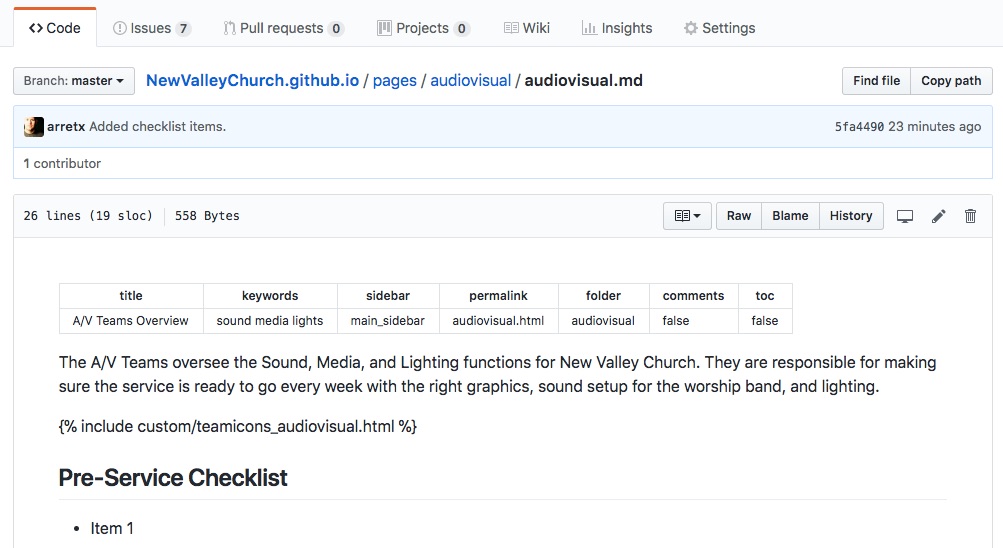 Code Issues 7 Pull requests 0 Projects 0 Wiki Insights Settings
Branch: master NewValleyChurch.github.io / pages / audiovisual / audiovisual.md Find file Copy path
arretx Added checklist items. 5fa4490 23 minutes ago
1 contributor
26 lines (19 sloc) 558 Bytes Raw Blame History
title keywords sidebar permalink folder comments toc
A/V Teams Overview sound media lights main_sidebar audiovisual.html audiovisual false false
The A/V Teams oversee the Sound, Media, and Lighting functions for New Valley Church. They are responsible for making
sure the service is ready to go every week with the right graphics, sound setup for the worship band, and lighting.
{% include custom/teamicons_audiovisual.html %}
Pre-Service Checklist
• Item 1